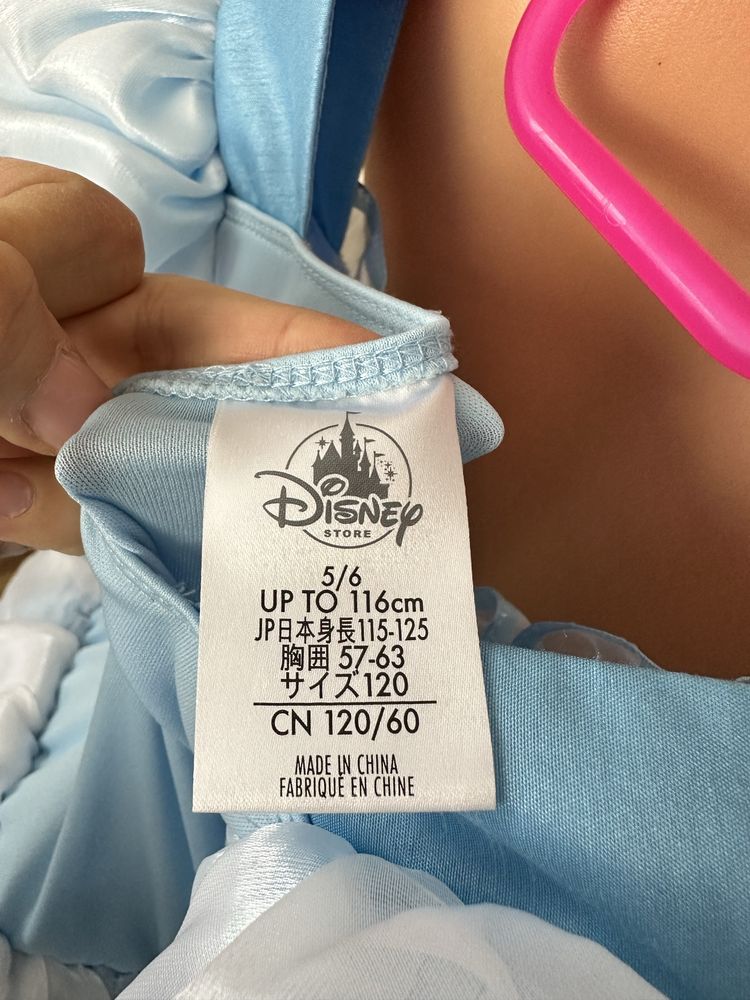 Disney
STORE
5/6
UP TO 116cm
JP日本身長115-125
胸囲 57-63
サイズ120
CN 120/60
MADE IN CHINA
FABRIQUÉ EN CHINE